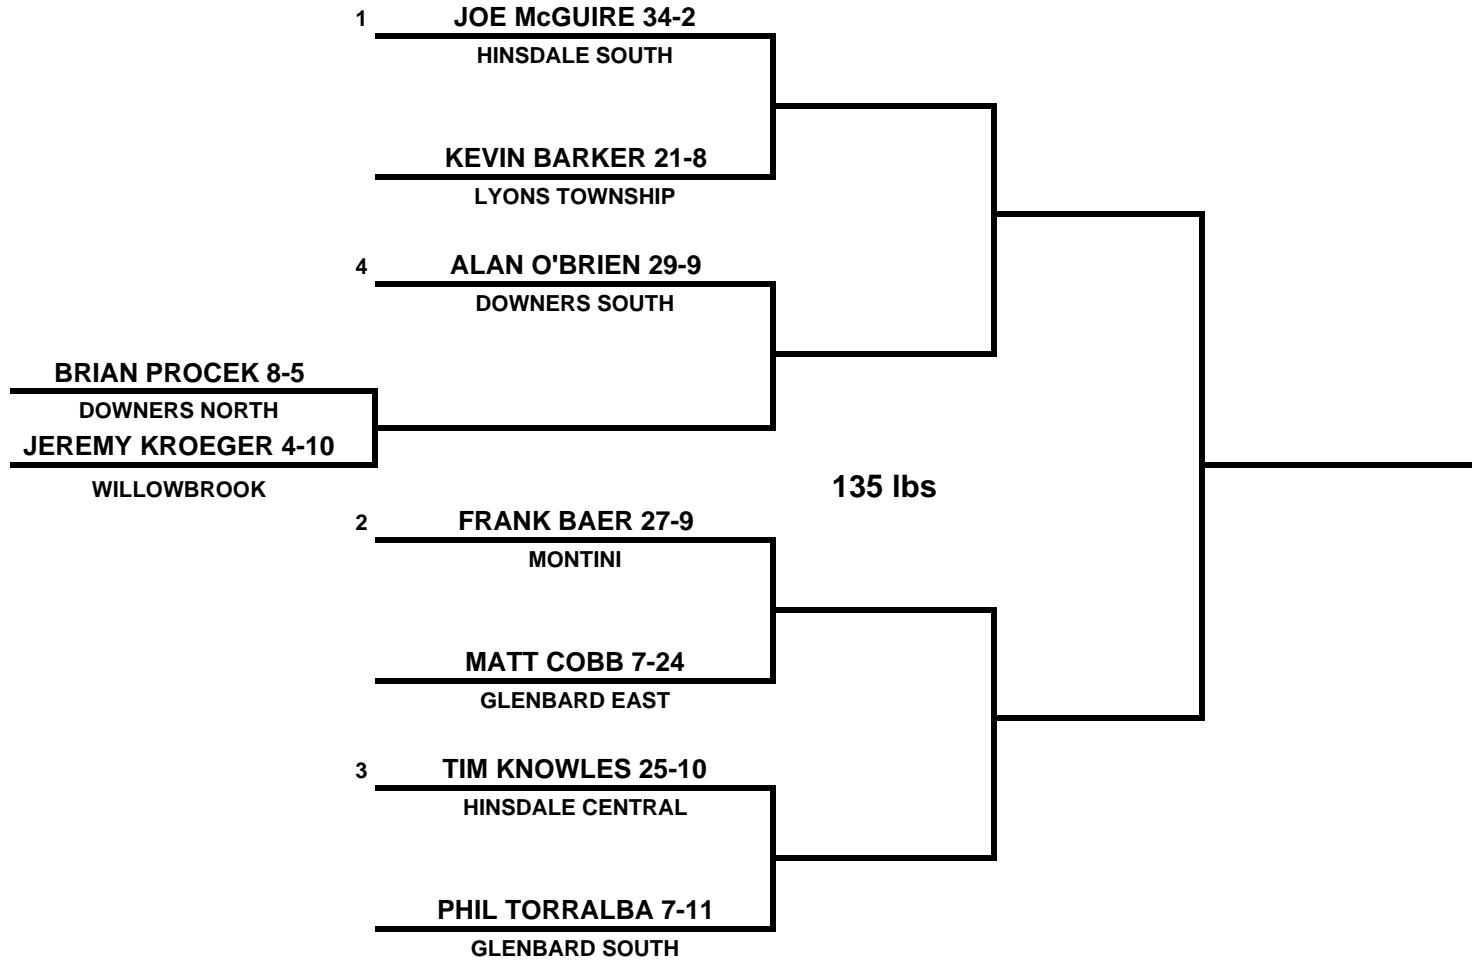 1
JOE McGUIRE 34-2
HINSDALE SOUTH
KEVIN BARKER 21-8
LYONS TOWNSHIP
4
ALAN O'BRIEN 29-9
DOWNERS SOUTH
BRIAN PROCEK 8-5
DOWNERS NORTH
JEREMY KROEGER 4-10
WILLOWBROOK
135 lbs
2
FRANK BAER 27-9
MONTINI
MATT COBB 7-24
GLENBARD EAST
3
TIM KNOWLES 25-10
HINSDALE CENTRAL
PHIL TORRALBA 7-11
GLENBARD SOUTH